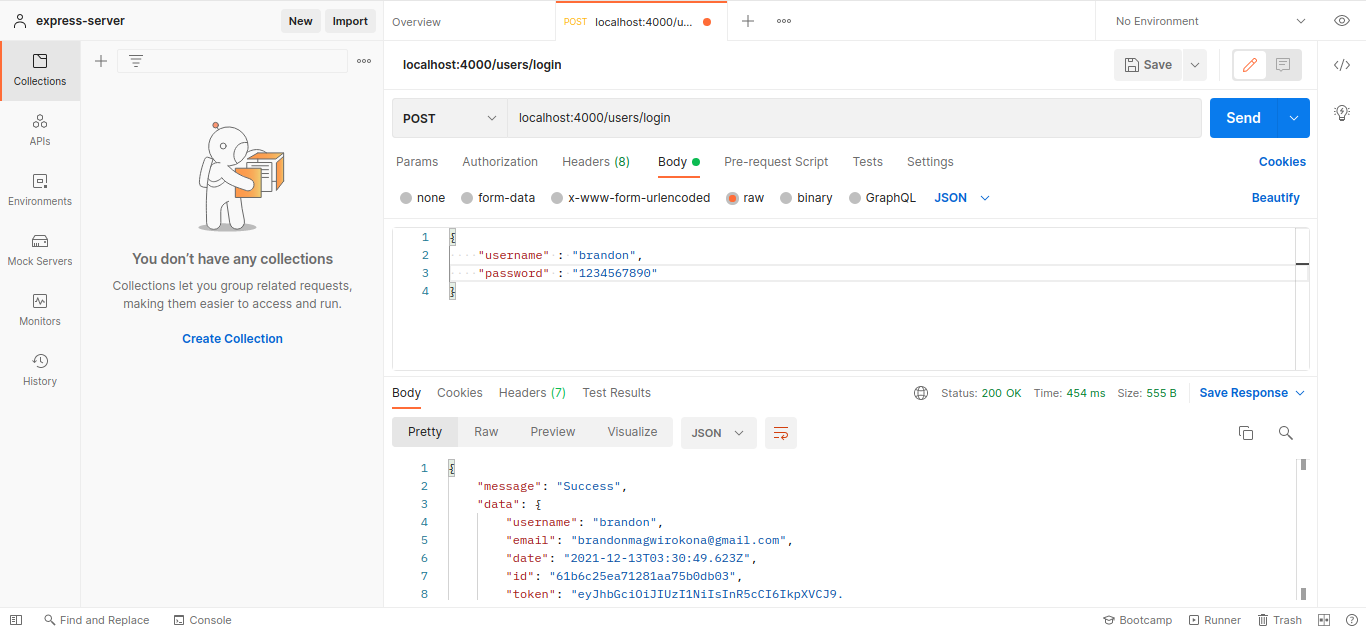 express-server
New
Import
Overview
POST localhost:4000/u...
No Environment
Collections
APIs
Environments
Mock Servers
Monitors
History
You don't have any collections
Collections let you group related requests,
making them easier to access and run.
Create Collection
localhost:4000/users/login
Save
POST
localhost:4000/users/login
Send
Params Authorization Headers (8) Body Pre-request Script Tests Settings Cookies
none form-data x-www-form-urlencoded raw binary GraphQL JSON Beautify
1 {
2 "username" : "brandon",
3 "password" : "1234567890"
4 }
Body Cookies Headers (7) Test Results Status: 200 OK Time: 454 ms Size: 555 B Save Response
Pretty Raw Preview Visualize JSON
1 {
2 "message": "Success",
3 "data": {
4 "username": "brandon",
5 "email": "brandonmagwirokona@gmail.com",
6 "date": "2021-12-13T03:30:49.623Z",
7 "id": "61b6c25ea71281aa75b0db03",
8 "token": "eyJhbGciOiJIUzI1NiIsInR5cCI6IkpXVCJ9.
Find and Replace Console Bootcamp Runner Trash